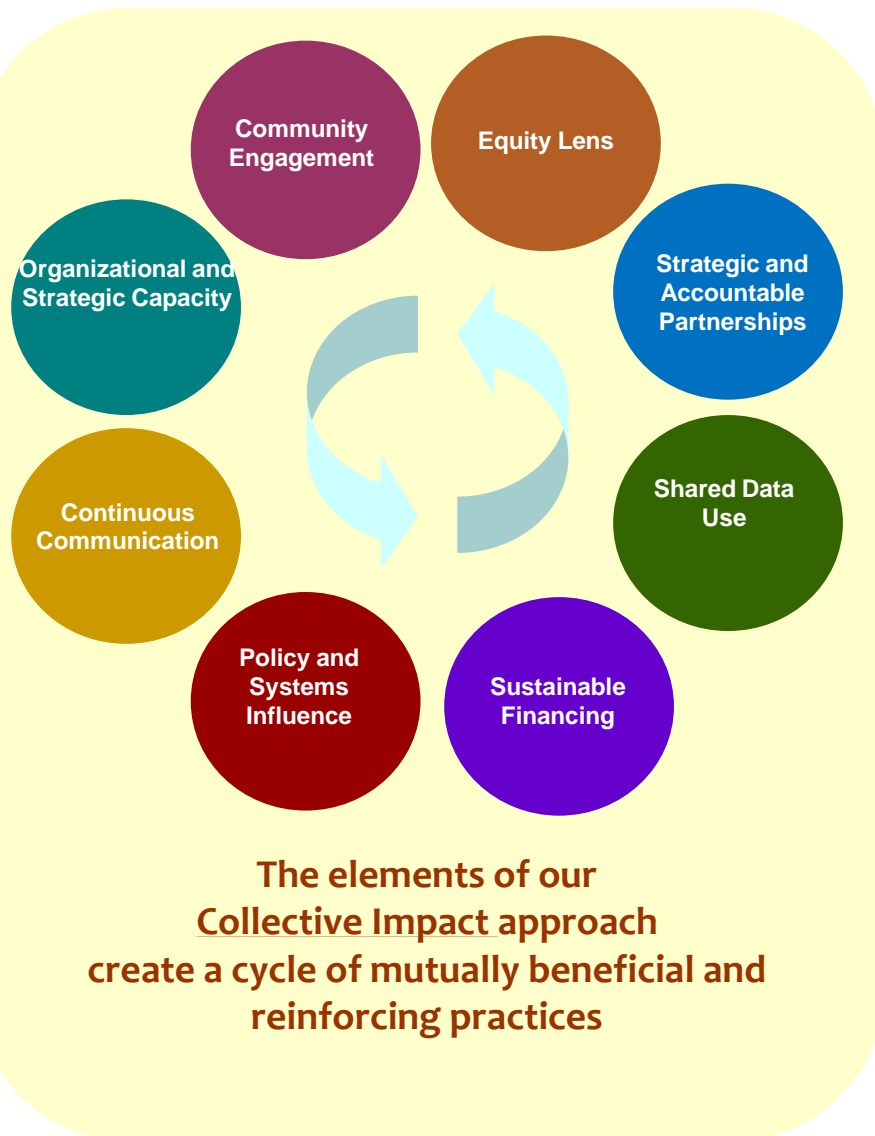 Community
Engagement
Equity Lens
Organizational and
Strategic Capacity
Strategic and
Accountable
Partnerships
Continuous
Communication
Shared Data
Use
Policy and
Systems
Influence
Sustainable
Financing
The elements of our
Collective Impact approach
create a cycle of mutually beneficial and
reinforcing practices